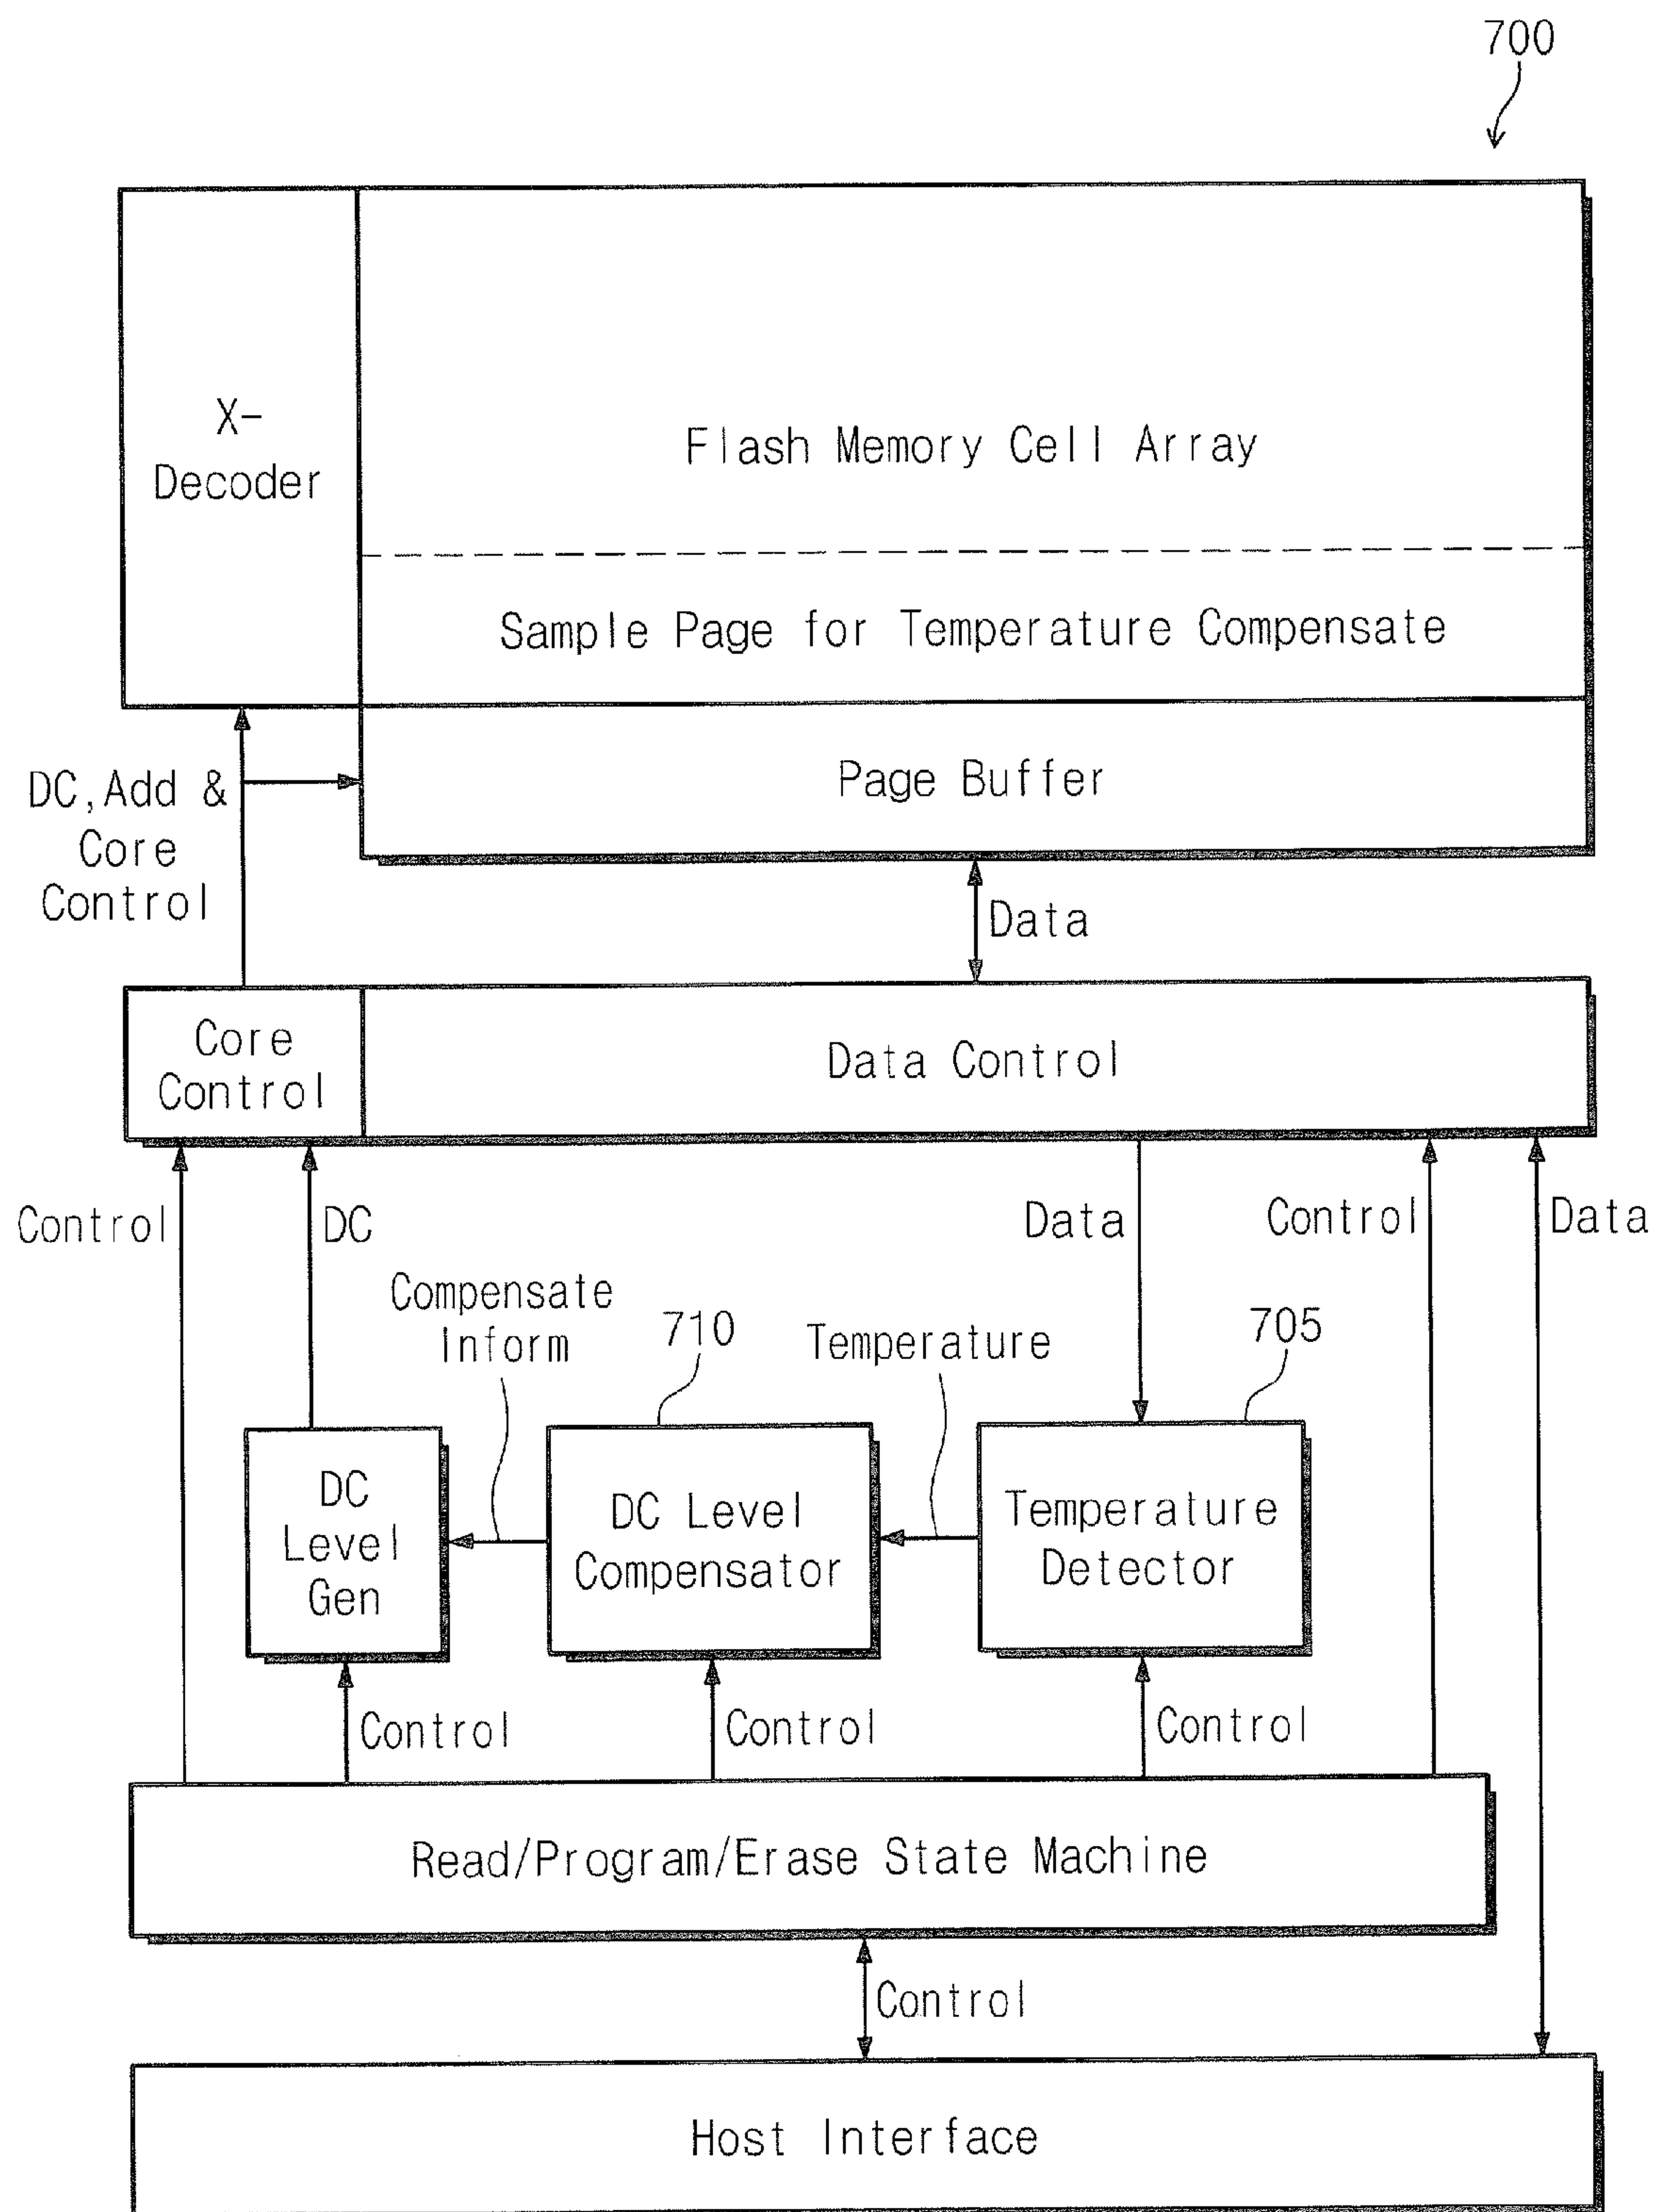 700
X-
Decoder
Flash Memory Cell Array
Sample Page for Temperature Compensate
DC,Add &
Core
Control
Page Buffer
Data
Core
Control
Data Control
Control
DC
Data
Control
Data
Compensate
Inform
710
Temperature
705
DC
Level
Gen
DC Level
Compensator
Temperature
Detector
Control
Control
Control
Read/Program/Erase State Machine
Control
Host Interface